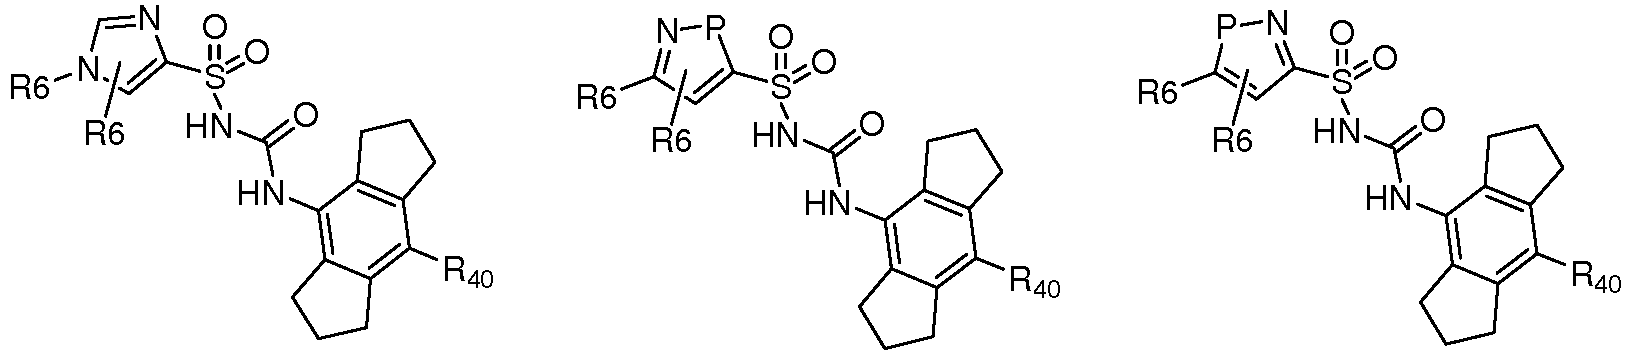 N O O N S R6 R6 HN O HN R40
N P O O S R6 R6 HN O HN R40
P N O O S R6 R6 HN O HN R40